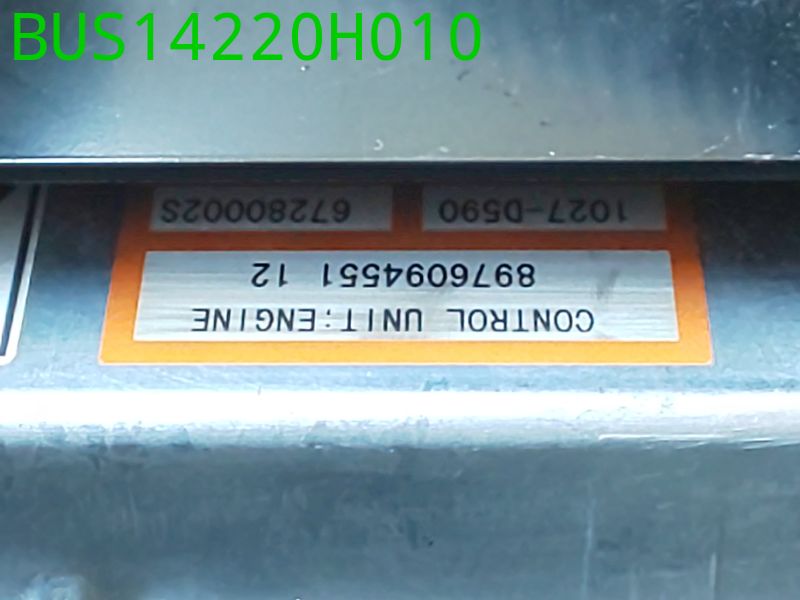 BUS14220H010
CONTROL UNIT:ENGINE
8976094551 12
1027-D590 67280002S